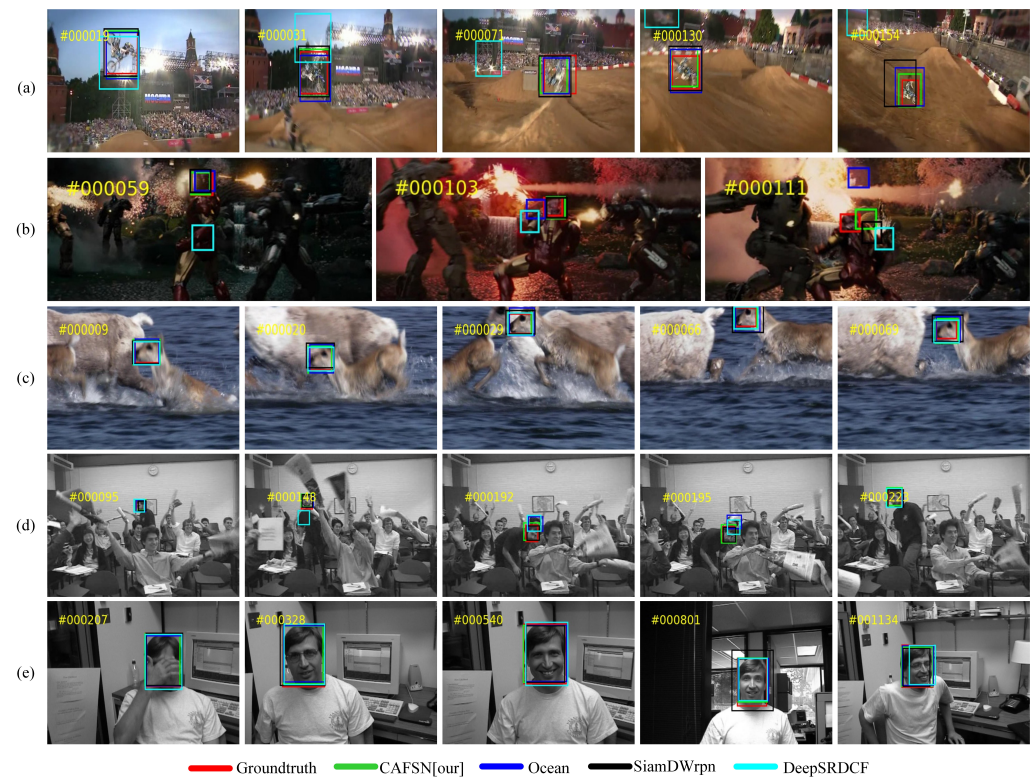 #000019 #000031 #000071 #000130 #000154
(a)
#000059 #000103 #000111
(b)
#000009 #000020 #000029 #000066 #000069
(c)
#000095 #000148 #000192 #000195 #000223
(d)
#000207 #000328 #000540 #000801 #001134
(e)
Groundtruth CAFSN[our] Ocean SiamDWrpn DeepSRDCF